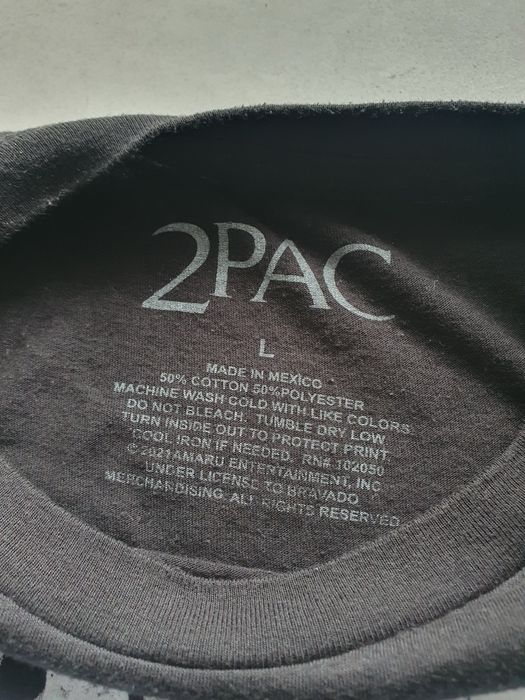 2PAC
L
MADE IN MEXICO
50% COTTON 50%POLYESTER
MACHINE WASH COLD WITH LIKE COLORS
DO NOT BLEACH. TUMBLE DRY LOW
TURN INSIDE OUT TO PROTECT PRINT
COOL IRON IF NEEDED. RN# 102050
© 2021 AMARU ENTERTAINMENT, INC
UNDER LICENSE TO BRAVADO
MERCHANDISING. ALL RIGHTS RESERVED